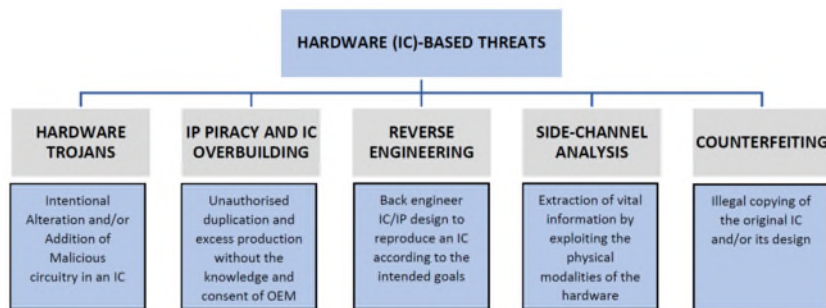 HARDWARE (IC)-BASED THREATS
HARDWARE
TROJANS
IP PIRACY AND IC
OVERBUILDING
REVERSE
ENGINEERING
SIDE-CHANNEL
ANALYSIS
COUNTERFEITING
Intentional
Alteration and/or
Addition of
Malicious
circuitry in an IC
Unauthorised
duplication and
excess production
without the
knowledge and
consent of OEM
Back engineer
IC/IP design to
reproduce an IC
according to the
intended goals
Extraction of vital
information by
exploiting the
physical
modalities of the
hardware
Illegal copying of
the original IC
and/or its design